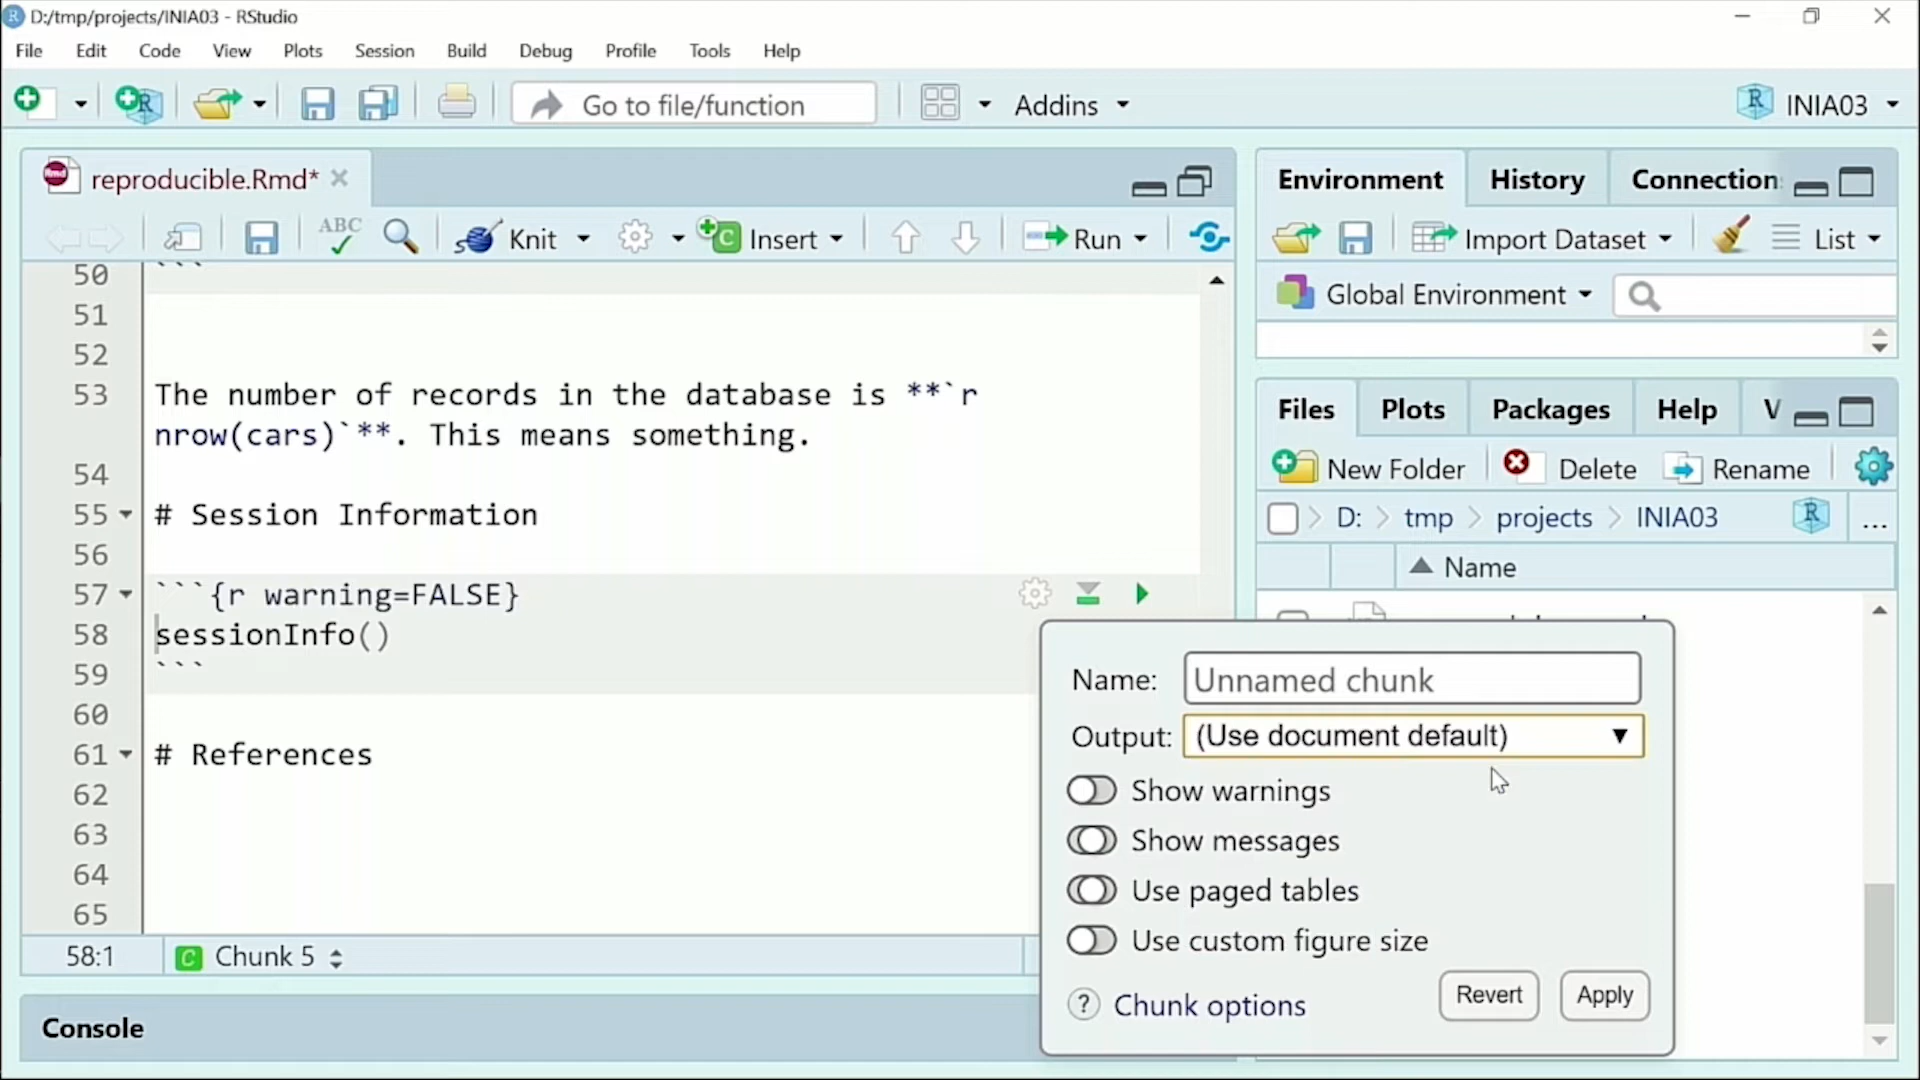 D:/tmp/projects/INIA03 - RStudio
File Edit Code View Plots Session Build Debug Profile Tools Help
Go to file/function
Addins
INIA03
reproducible.Rmd*
ABC
Knit
Insert
Run
50 ```
51
52
53 The number of records in the database is **`r
nrow(cars)`**. This means something.
54
55 # Session Information
56
57 ```{r warning=FALSE}
58 sessionInfo()
59 ```
60
61 # References
62
63
64
65
58:1 Chunk 5
Console
Environment History Connection
Import Dataset List
Global Environment
Files Plots Packages Help V
New Folder Delete Rename
D: tmp projects INIA03 ...
Name
Name: Unnamed chunk
Output: (Use document default)
Show warnings
Show messages
Use paged tables
Use custom figure size
? Chunk options Revert Apply